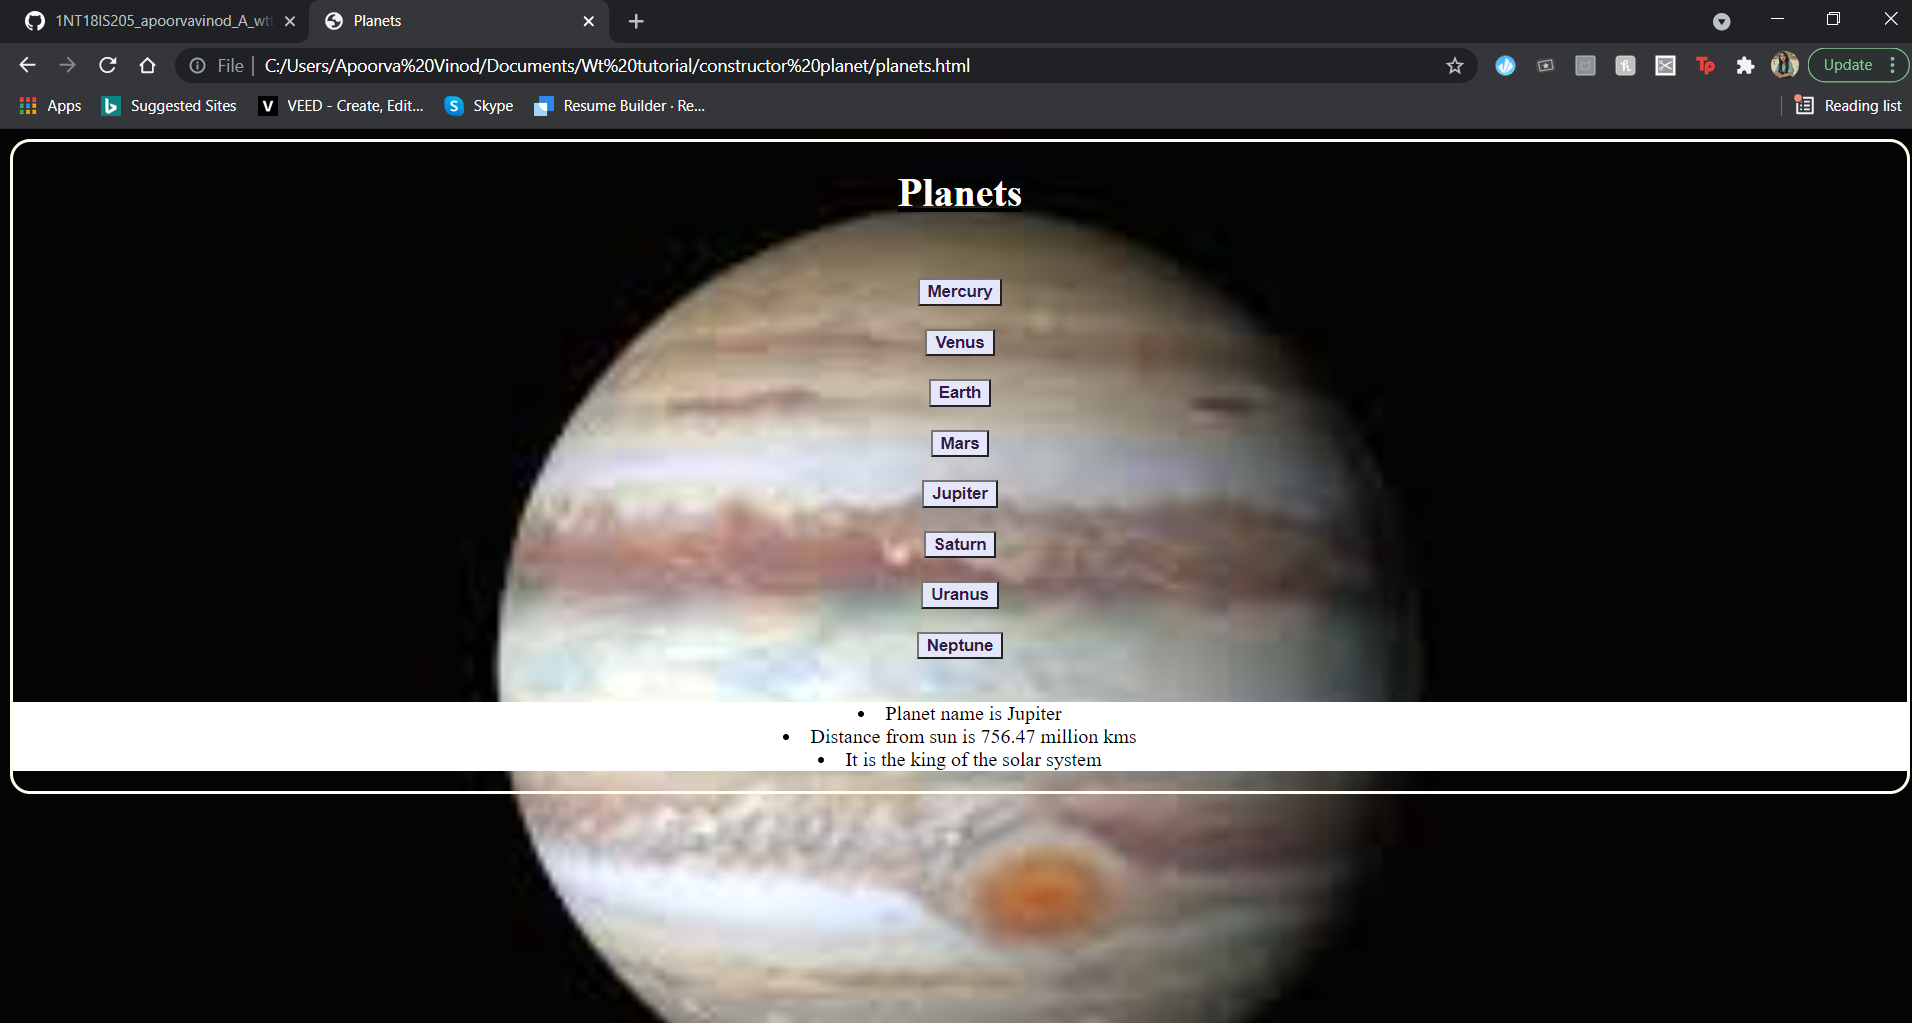 1NT18IS205_apoorvavinod_A_wt
Planets
File
C:/Users/Apoorva%20Vinod/Documents/Wt%20tutorial/constructor%20planet/planets.html
Tp
Update
Apps
Suggested Sites
V
VEED - Create, Edit...
S
Skype
Resume Builder · Re...
Reading list
Planets
Mercury
Venus
Earth
Mars
Jupiter
Saturn
Uranus
Neptune
• Planet name is Jupiter
• Distance from sun is 756.47 million kms
• It is the king of the solar system